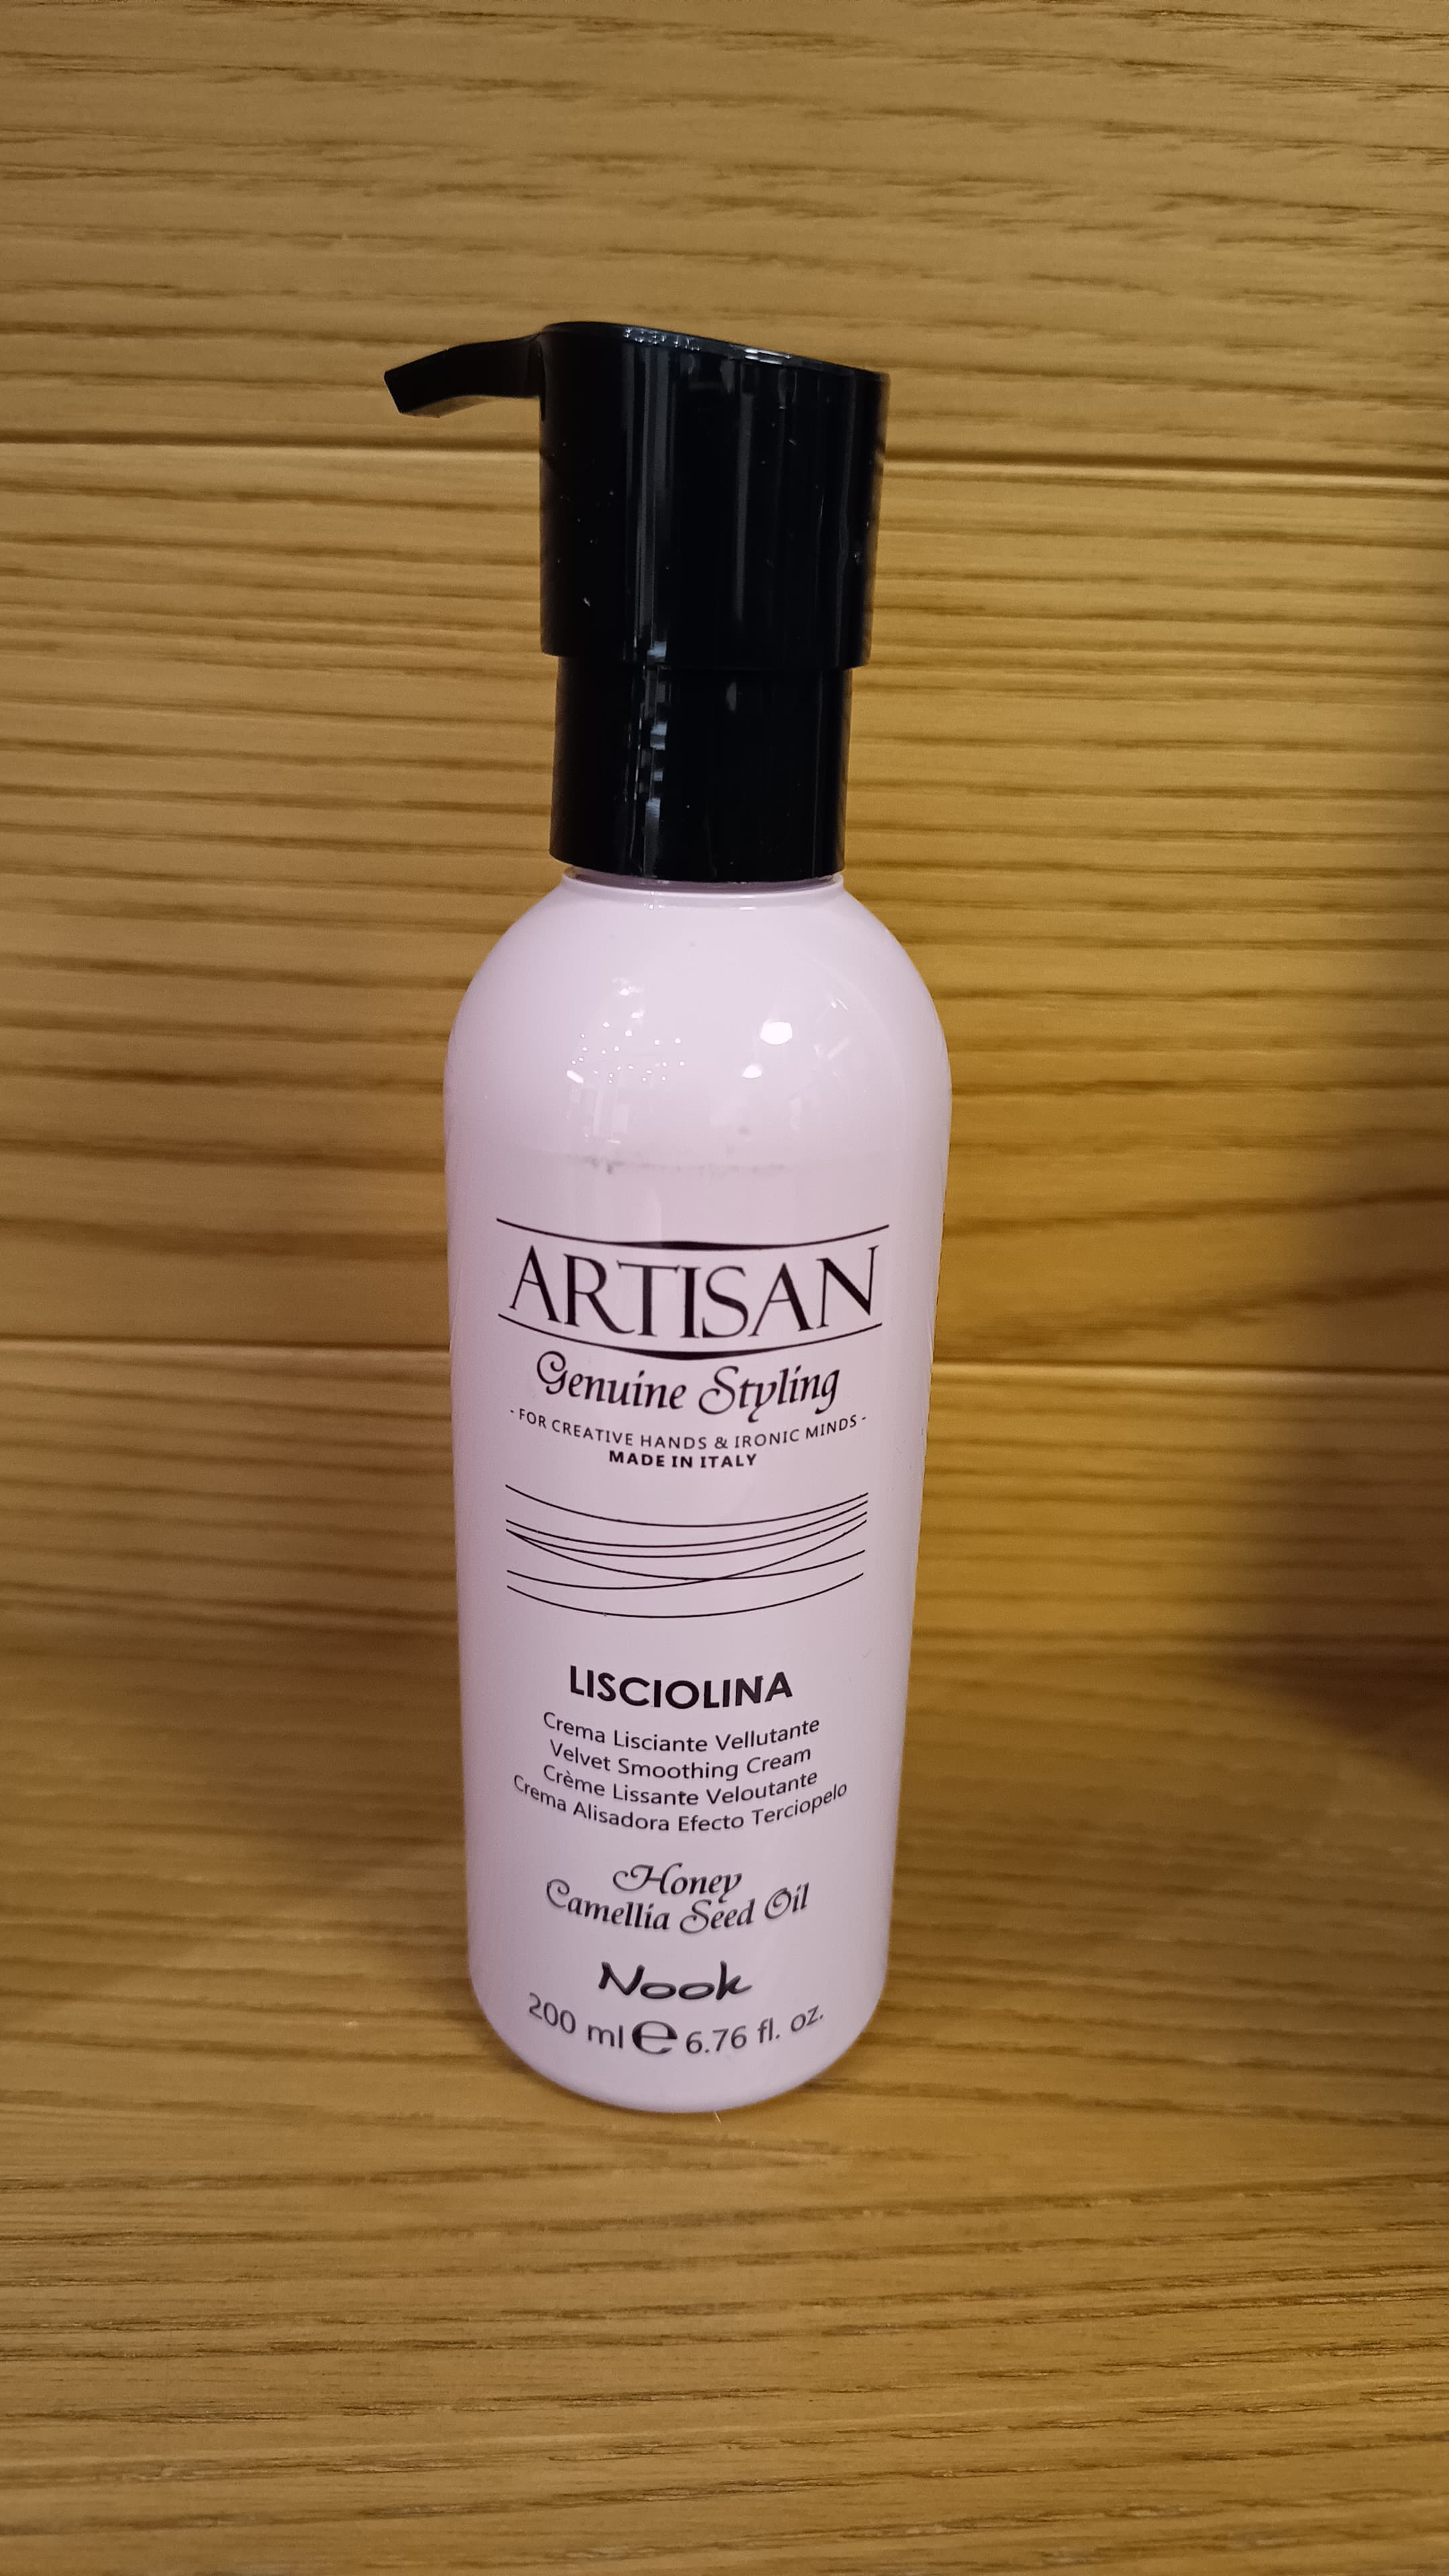 ARTISAN
Genuine Styling
- FOR CREATIVE HANDS & IRONIC MINDS -
MADE IN ITALY
LISCIOLINA
Crema Lisciante Vellutante
Velvet Smoothing Cream
Crème Lissante Veloutante
Crema Alisadora Efecto Terciopelo
Honey
Camellia Seed Oil
Nook
200 ml e 6.76 fl. oz.